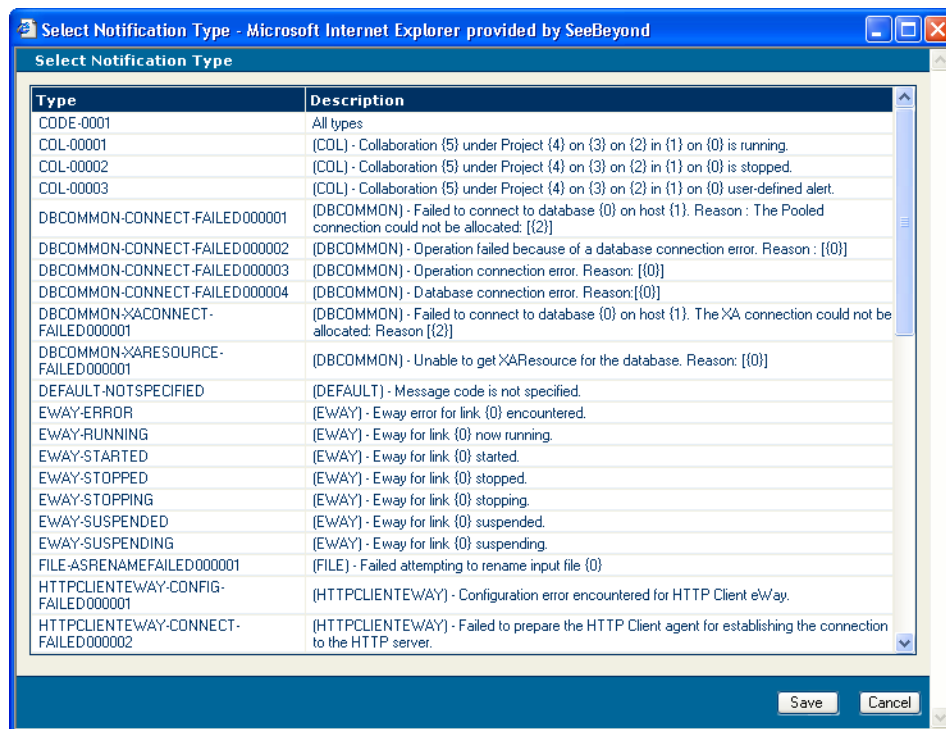 Select Notification Type - Microsoft Internet Explorer provided by SeeBeyond
Select Notification Type
Type Description
CODE-0001 All types
COL-00001 (COL) - Collaboration {5} under Project {4} on {3} on {2} in {1} on {0} is running.
COL-00002 (COL) - Collaboration {5} under Project {4} on {3} on {2} in {1} on {0} is stopped.
COL-00003 (COL) - Collaboration {5} under Project {4} on {3} on {2} in {1} on {0} user-defined alert.
DBCOMMON-CONNECT-FAILED000001 (DBCOMMON) - Failed to connect to database {0} on host {1}. Reason : The Pooled
connection could not be allocated: [{2}]
DBCOMMON-CONNECT-FAILED000002 (DBCOMMON) - Operation failed because of a database connection error. Reason : [{0}]
DBCOMMON-CONNECT-FAILED000003 (DBCOMMON) - Operation connection error. Reason: [{0}]
DBCOMMON-CONNECT-FAILED000004 (DBCOMMON) - Database connection error. Reason:[{0}]
DBCOMMON-XACONNECT-
FAILED000001
(DBCOMMON) - Failed to connect to database {0} on host {1}. The XA connection could not be
allocated: Reason [{2}]
DBCOMMON-XARESOURCE-
FAILED000001
(DBCOMMON) - Unable to get XAResource for the database. Reason: [{0}]
DEFAULT-NOTSPECIFIED (DEFAULT) - Message code is not specified.
EWAY-ERROR (EWAY) - Eway error for link {0} encountered.
EWAY-RUNNING (EWAY) - Eway for link {0} now running.
EWAY-STARTED (EWAY) - Eway for link {0} started.
EWAY-STOPPED (EWAY) - Eway for link {0} stopped.
EWAY-STOPPING (EWAY) - Eway for link {0} stopping.
EWAY-SUSPENDED (EWAY) - Eway for link {0} suspended.
EWAY-SUSPENDING (EWAY) - Eway for link {0} suspending.
FILE-ASRENAMEFAILED000001 (FILE) - Failed attempting to rename input file {0}
HTTPCLIENTEWAY-CONFIG-
FAILED000001
(HTTPCLIENTEWAY) - Configuration error encountered for HTTP Client eWay.
HTTPCLIENTEWAY-CONNECT-
FAILED000002
(HTTPCLIENTEWAY) - Failed to prepare the HTTP Client agent for establishing the connection
to the HTTP server.
Save Cancel